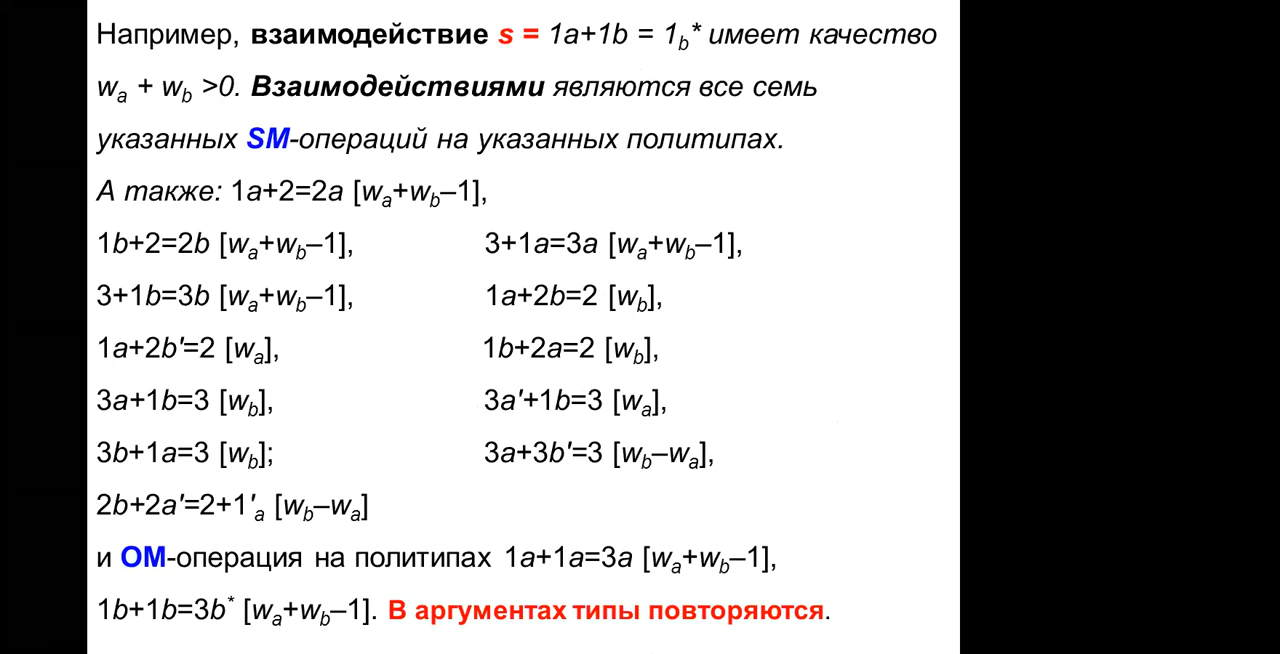 Например, взаимодействие s = 1a+1b = 1b* имеет качество
wa + wb >0. Взаимодействиями являются все семь
указанных SM-операций на указанных политипах.
А также: 1a+2=2a [wa+wb–1],
1b+2=2b [wa+wb–1], 3+1a=3a [wa+wb–1],
3+1b=3b [wa+wb–1], 1a+2b=2 [wb],
1a+2b'=2 [wa], 1b+2a=2 [wb],
3a+1b=3 [wb], 3a'+1b=3 [wa],
3b+1a=3 [wb]; 3a+3b'=3 [wb–wa],
2b+2a'=2+1'a [wb–wa]
и ОМ-операция на политипах 1a+1a=3a [wa+wb–1],
1b+1b=3b* [wa+wb–1]. В аргументах типы повторяются.